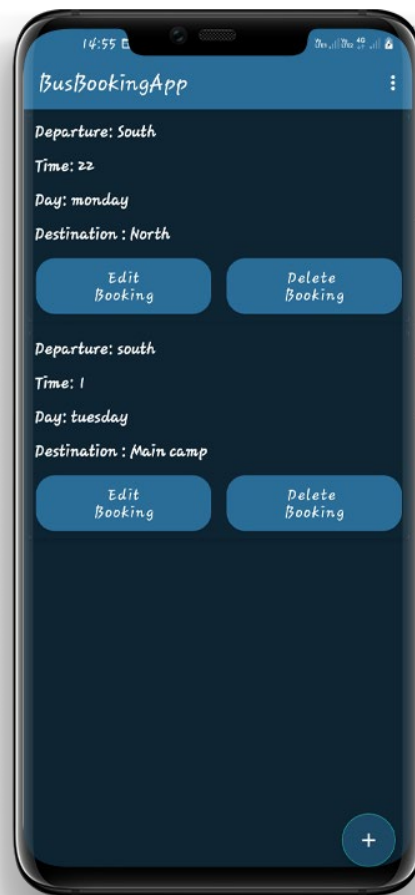 14:55
BusBookingApp
Departure: South
Time: 22
Day: monday
Destination : North
Edit Booking
Delete Booking
Departure: south
Time: 1
Day: tuesday
Destination : Main camp
Edit Booking
Delete Booking
+